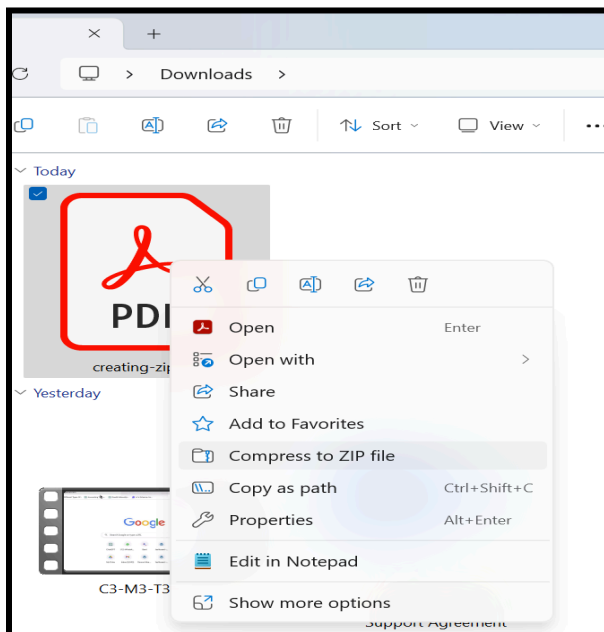 Downloads
Sort
View
Today
PDF
creating-zip
Open Enter
Open with
Share
Add to Favorites
Compress to ZIP file
Copy as path Ctrl+Shift+C
Properties Alt+Enter
Edit in Notepad
Show more options
Yesterday
Google
C3-M3-T3
Support Agreement